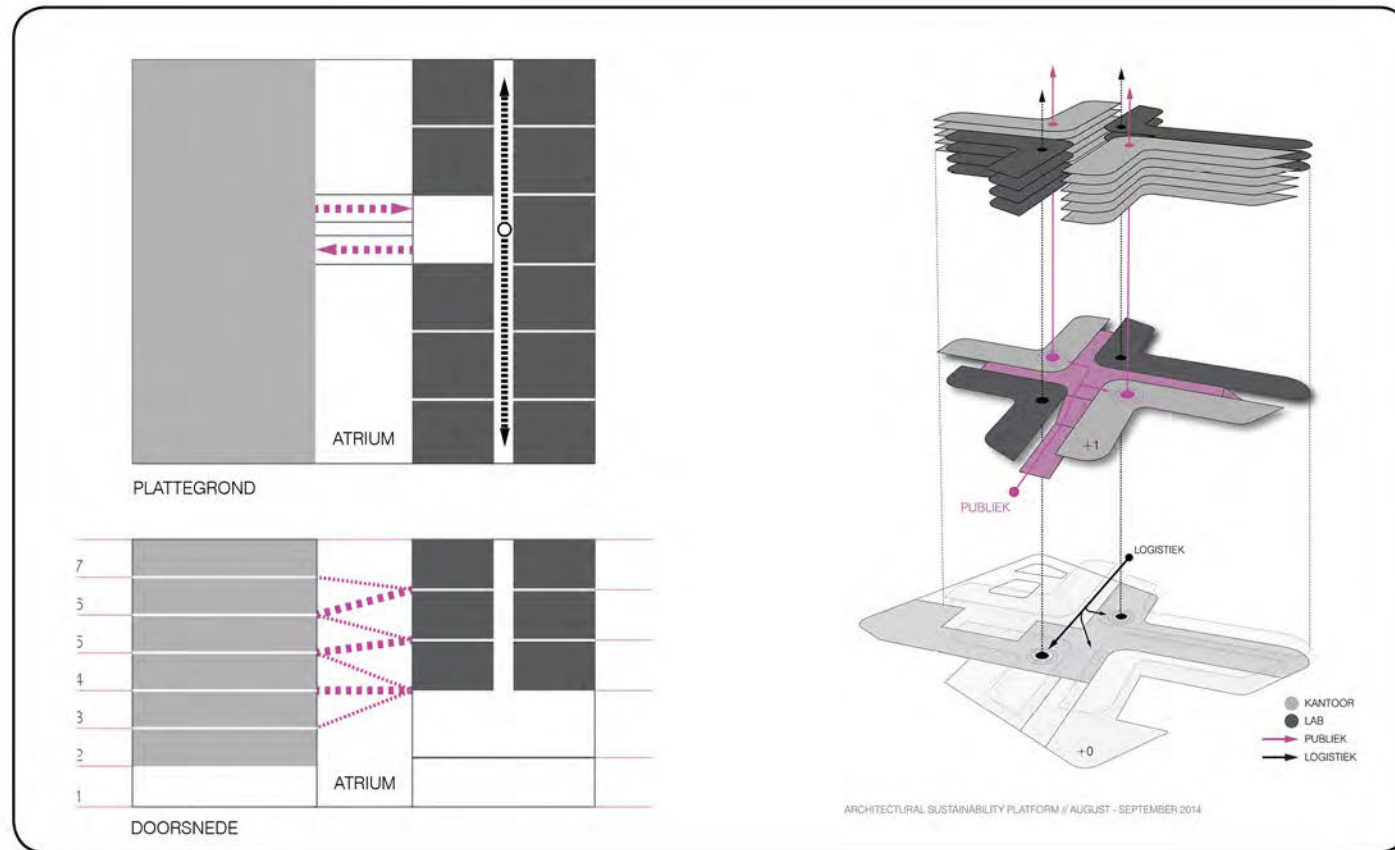 ATRIUM
PLATTEGROND
7
6
5
4
3
2
1
ATRIUM
DOORSNEDE
+1
PUBLIEK
LOGISTIEK
+0
KANTOOR
LAB
PUBLIEK
LOGISTIEK
ARCHITECTURAL SUSTAINABILITY PLATFORM // AUGUST - SEPTEMBER 2014